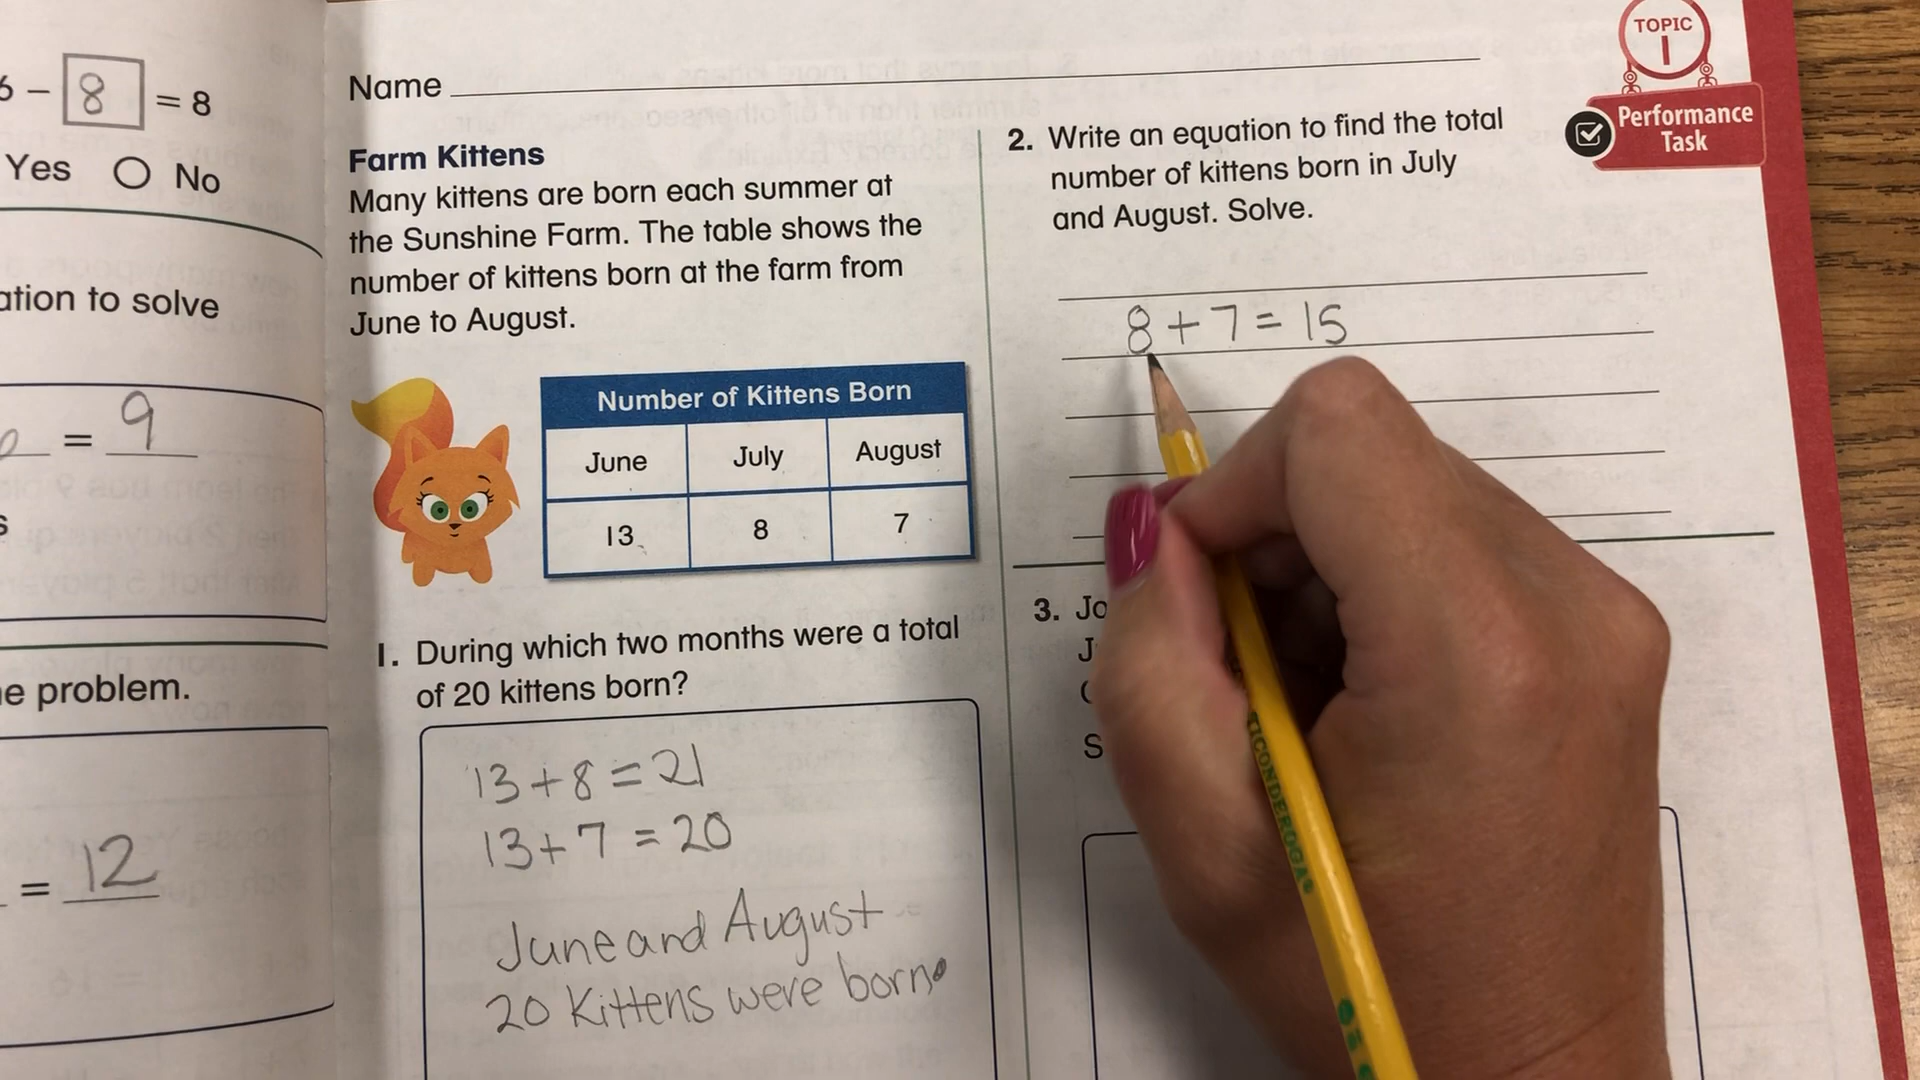 6 - 8 = 8
Yes No
ation to solve
= 9
e problem.
= 12
Name
Farm Kittens
Many kittens are born each summer at
the Sunshine Farm. The table shows the
number of kittens born at the farm from
June to August.
Number of Kittens Born
June July August
13 8 7
1. During which two months were a total
of 20 kittens born?
13 + 8 = 21
13 + 7 = 20
June and August
20 Kittens were born.
TOPIC
1
Performance
Task
2. Write an equation to find the total
number of kittens born in July
and August. Solve.
8 + 7 = 15
3. Jo
J
S
TICONDEROGA®